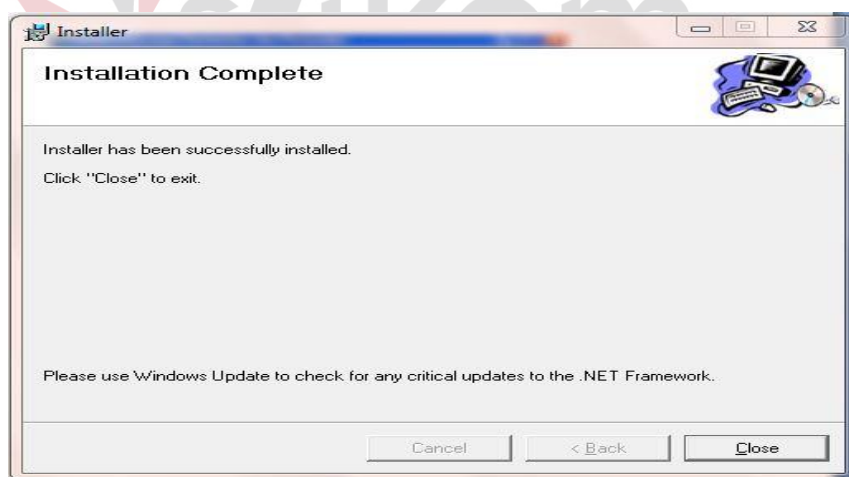 Installer
Installation Complete
Installer has been successfully installed.
Click "Close" to exit.
Please use Windows Update to check for any critical updates to the .NET Framework.
Cancel
< Back
Close